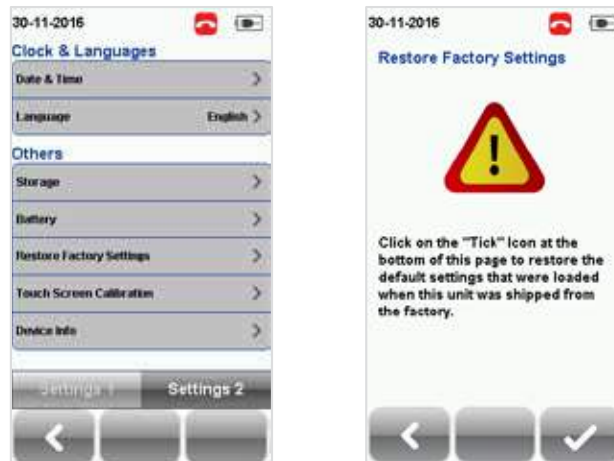 30-11-2016
Clock & Languages
Date & Time
Language English
Others
Storage
Battery
Restore Factory Settings
Touch Screen Calibration
Device Info
Settings 1 Settings 2
30-11-2016
Restore Factory Settings
!
Click on the "Tick" Icon at the
bottom of this page to restore the
default settings that were loaded
when this unit was shipped from
the factory.